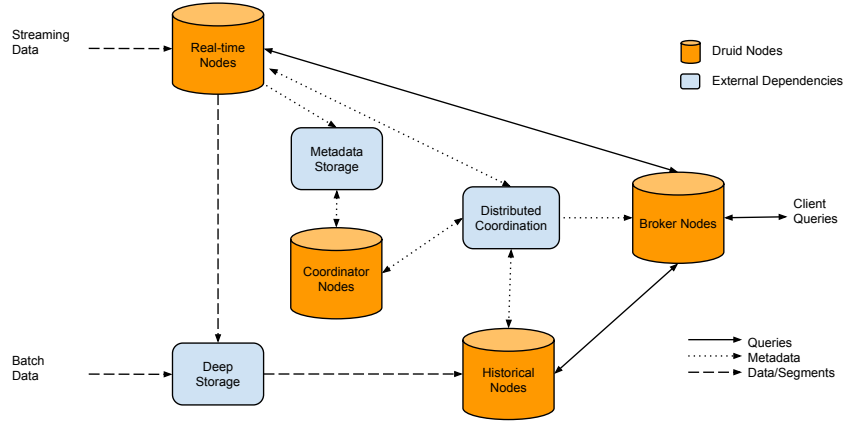 Streaming
Data
Real-time
Nodes
Druid Nodes
External Dependencies
Metadata
Storage
Client
Queries
Distributed
Coordination
Broker Nodes
Coordinator
Nodes
Batch
Data
Deep
Storage
Historical
Nodes
Queries
Metadata
Data/Segments